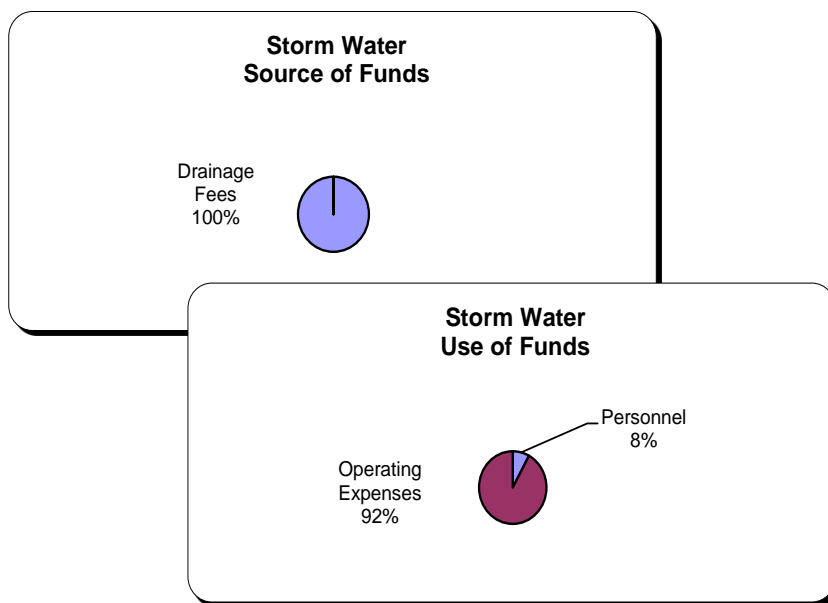 Storm Water
Source of Funds
Drainage
Fees
100%
Storm Water
Use of Funds
Personnel
8%
Operating
Expenses
92%